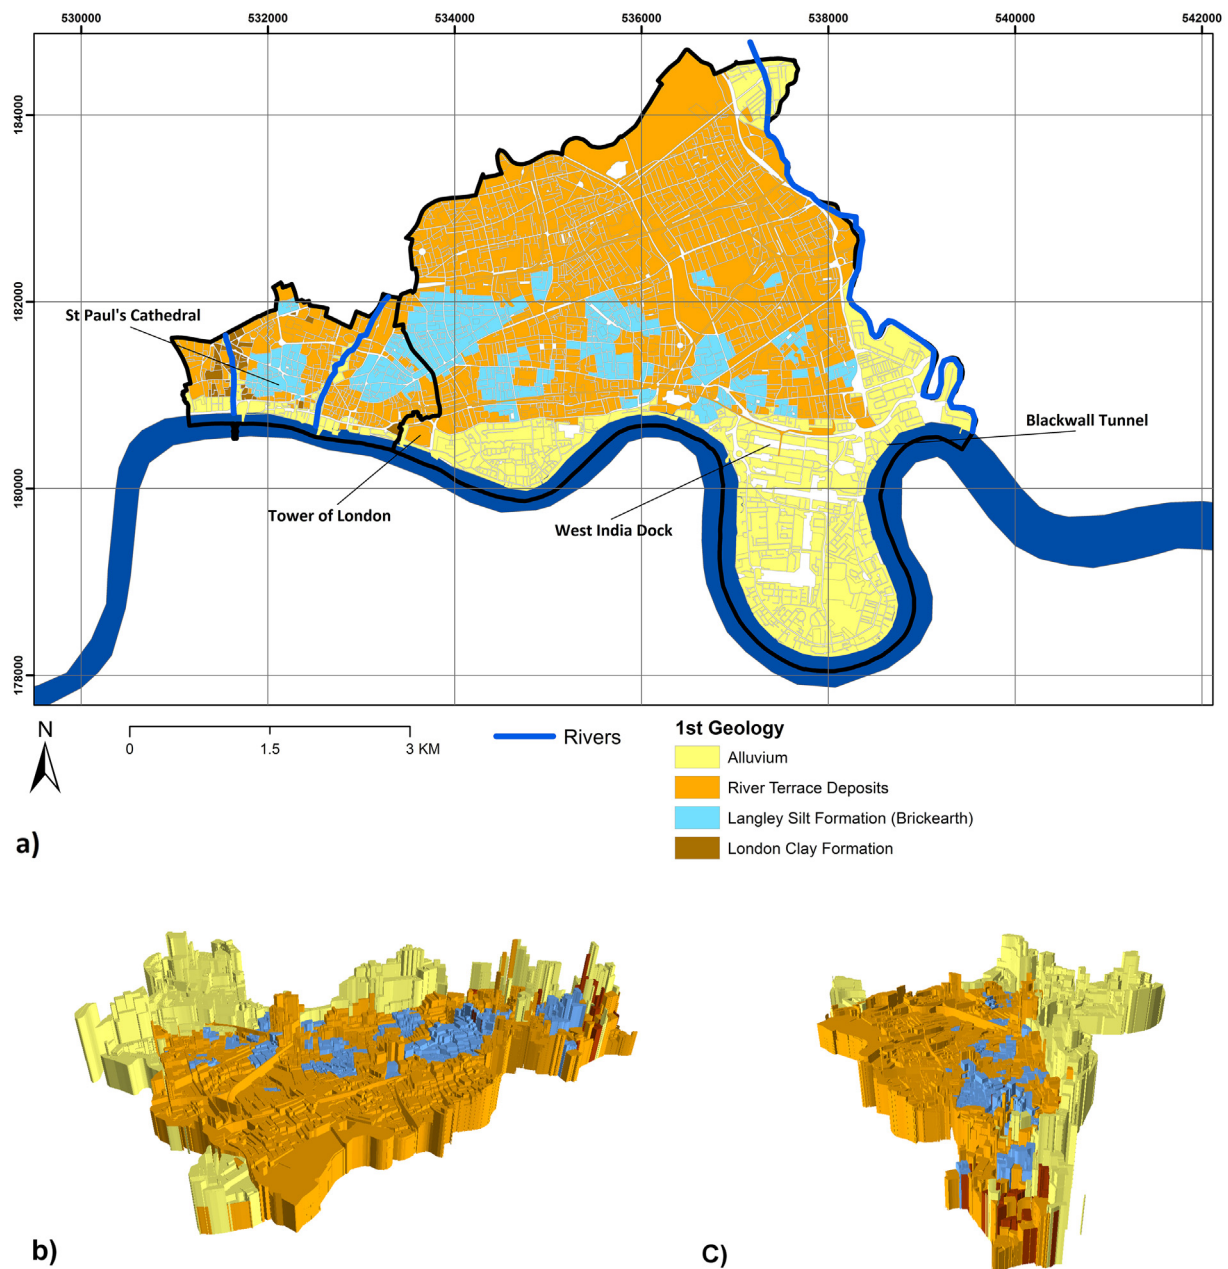 530000 532000 534000 536000 538000 540000 542000
184000
182000
180000
178000
St Paul's Cathedral
Blackwall Tunnel
Tower of London
West India Dock
N
0 1.5 3 KM
Rivers
1st Geology
Alluvium
River Terrace Deposits
Langley Silt Formation (Brickearth)
London Clay Formation
a)
b)
C)